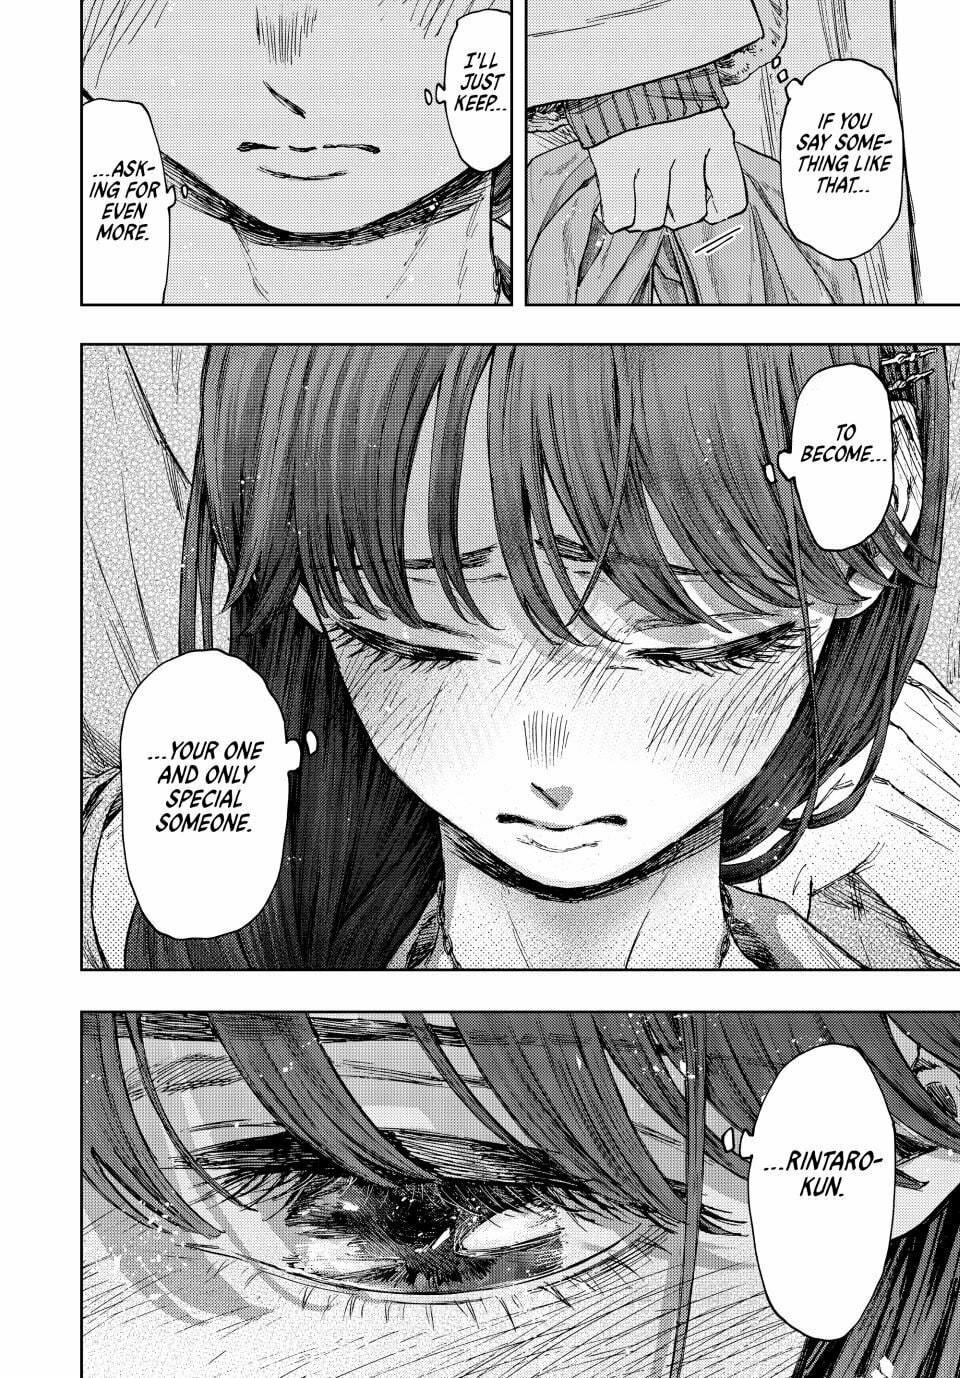 IF YOU
SAY SOME-
THING LIKE
THAT...
I'LL
JUST
KEEP...
...ASK-
ING FOR
EVEN
MORE.
TO
BECOME...
...YOUR ONE
AND ONLY
SPECIAL
SOMEONE.
...RINTARO-
KUN.